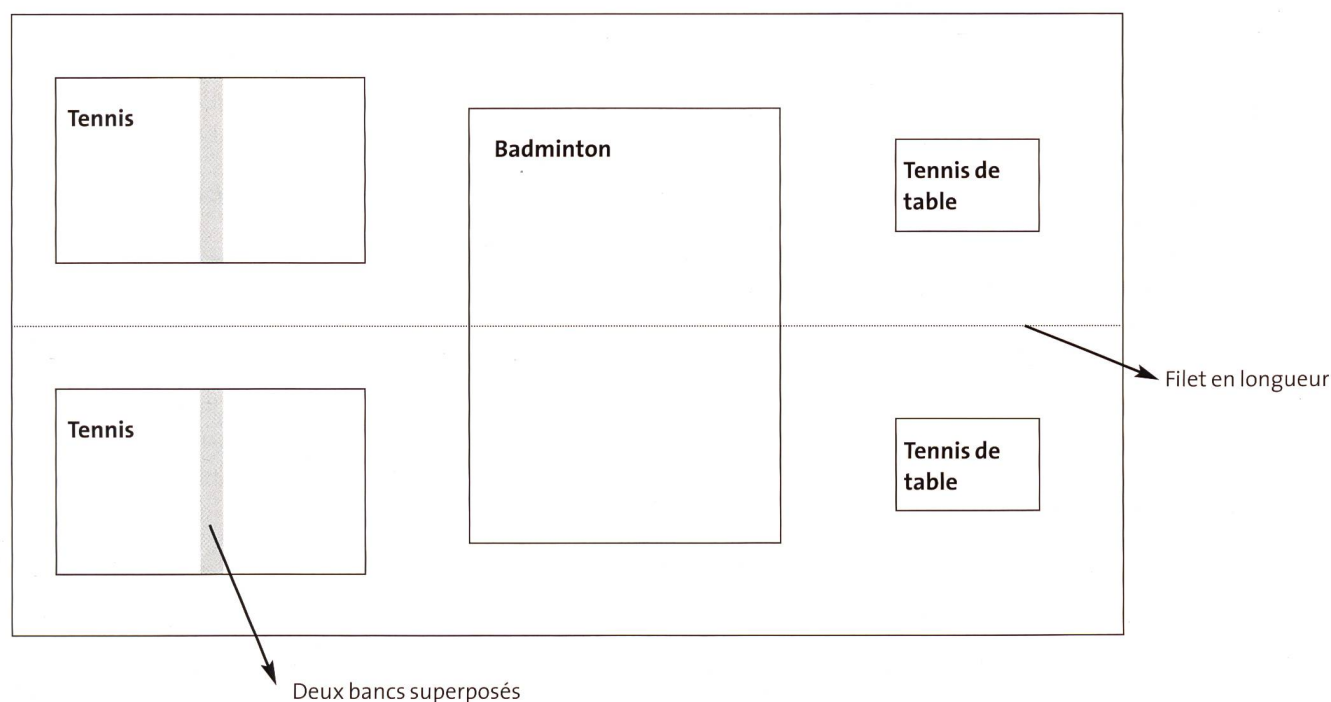 Tennis
Badminton
Tennis de
table
Filet en longueur
Tennis
Tennis de
table
Deux bancs superposés